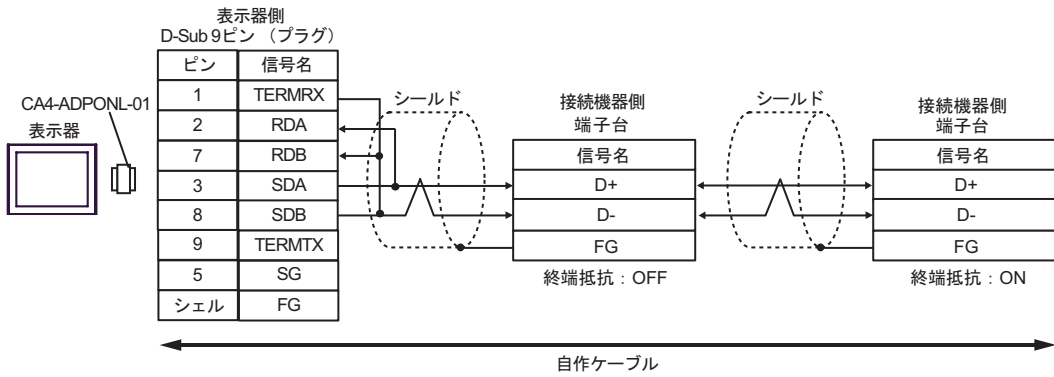 表示器側
D-Sub 9ピン （プラグ）
ピン 信号名
1 TERMRX
2 RDA
7 RDB
3 SDA
8 SDB
9 TERMTX
5 SG
シェル FG
CA4-ADPONL-01
表示器
シールド
接続機器側
端子台
信号名
D+
D-
FG
終端抵抗：OFF
シールド
接続機器側
端子台
信号名
D+
D-
FG
終端抵抗：ON
自作ケーブル